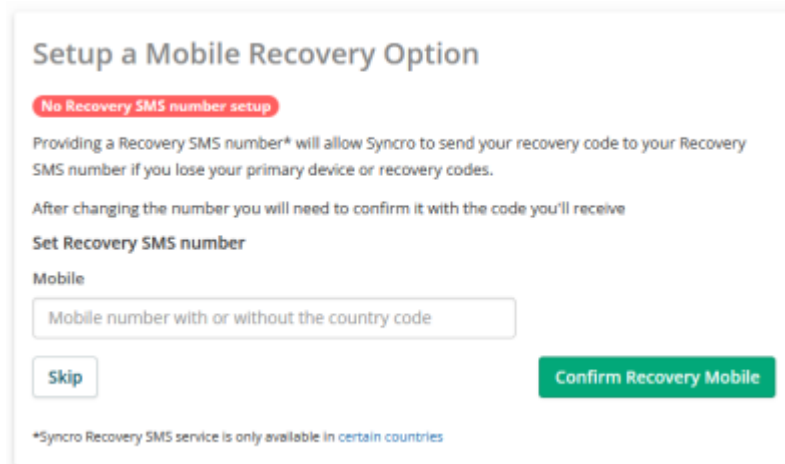 Setup a Mobile Recovery Option
No Recovery SMS number setup
Providing a Recovery SMS number* will allow Syncro to send your recovery code to your Recovery
SMS number if you lose your primary device or recovery codes.
After changing the number you will need to confirm it with the code you'll receive
Set Recovery SMS number
Mobile
Mobile number with or without the country code
Skip
Confirm Recovery Mobile
*Syncro Recovery SMS service is only available in certain countries